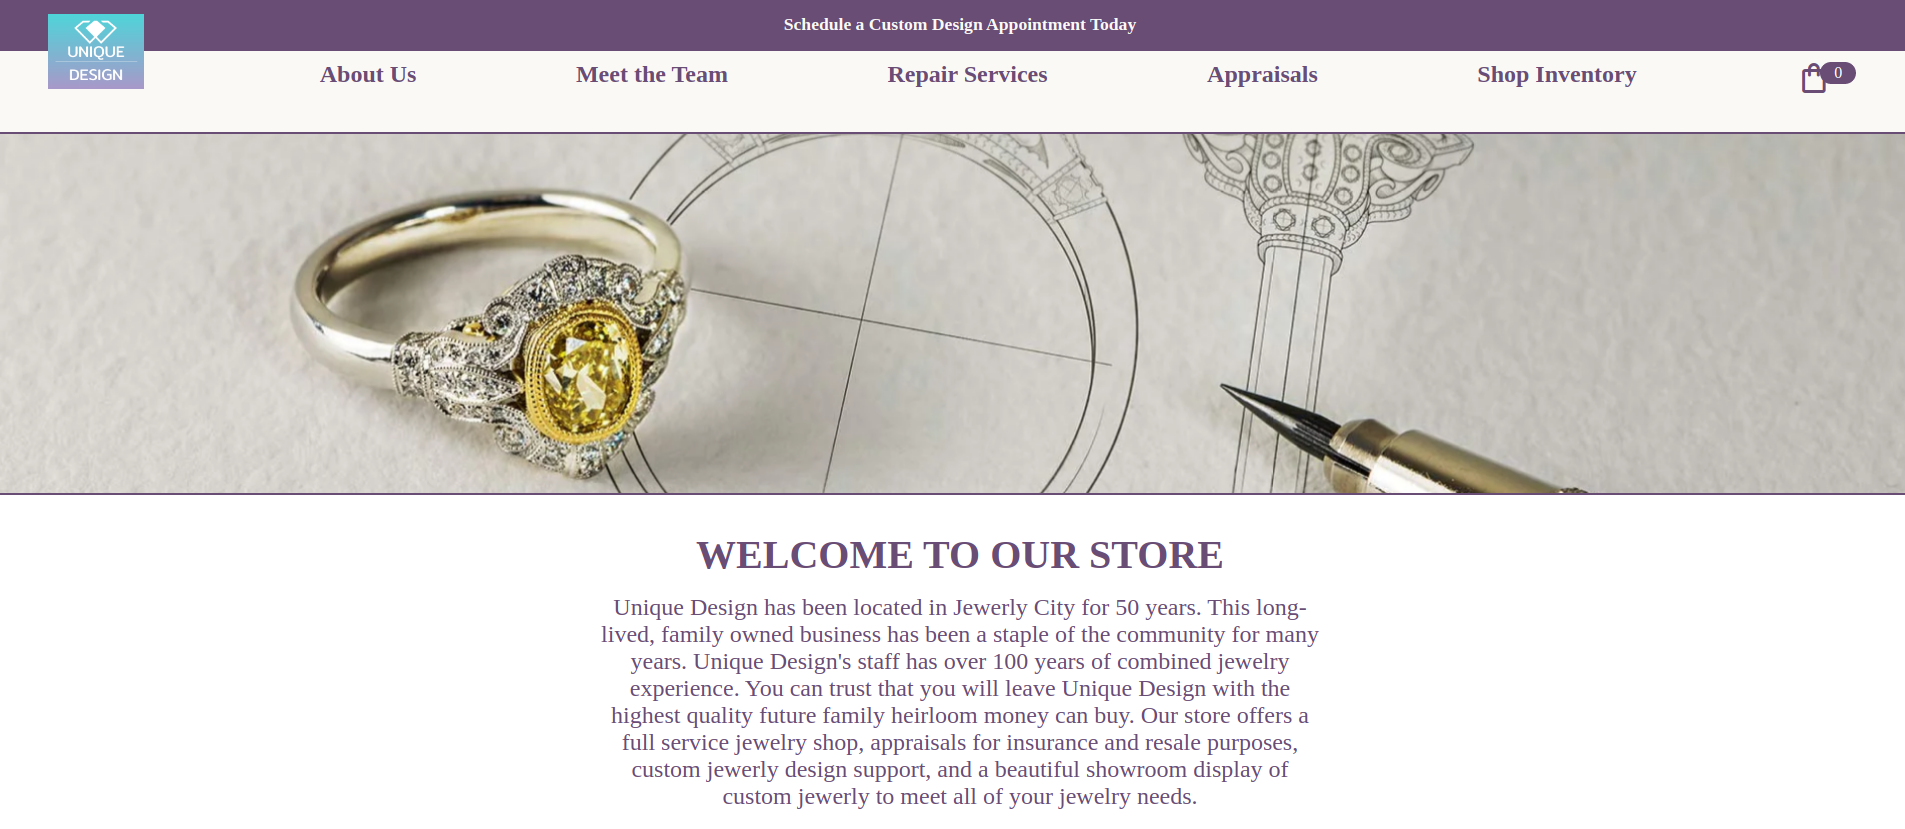 Schedule a Custom Design Appointment Today
UNIQUE
DESIGN
About Us
Meet the Team
Repair Services
Appraisals
Shop Inventory
0
WELCOME TO OUR STORE
Unique Design has been located in Jewerly City for 50 years. This long-
lived, family owned business has been a staple of the community for many
years. Unique Design's staff has over 100 years of combined jewelry
experience. You can trust that you will leave Unique Design with the
highest quality future family heirloom money can buy. Our store offers a
full service jewelry shop, appraisals for insurance and resale purposes,
custom jewerly design support, and a beautiful showroom display of
custom jewerly to meet all of your jewelry needs.